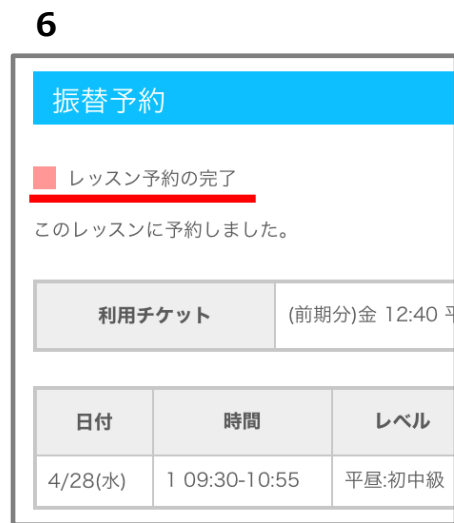 6
振替予約
レッスン予約の完了
このレッスンに予約しました。
利用チケット (前期分)金 12:40
日付 時間 レベル
4/28(水) 1 09:30-10:55 平昼:初中級